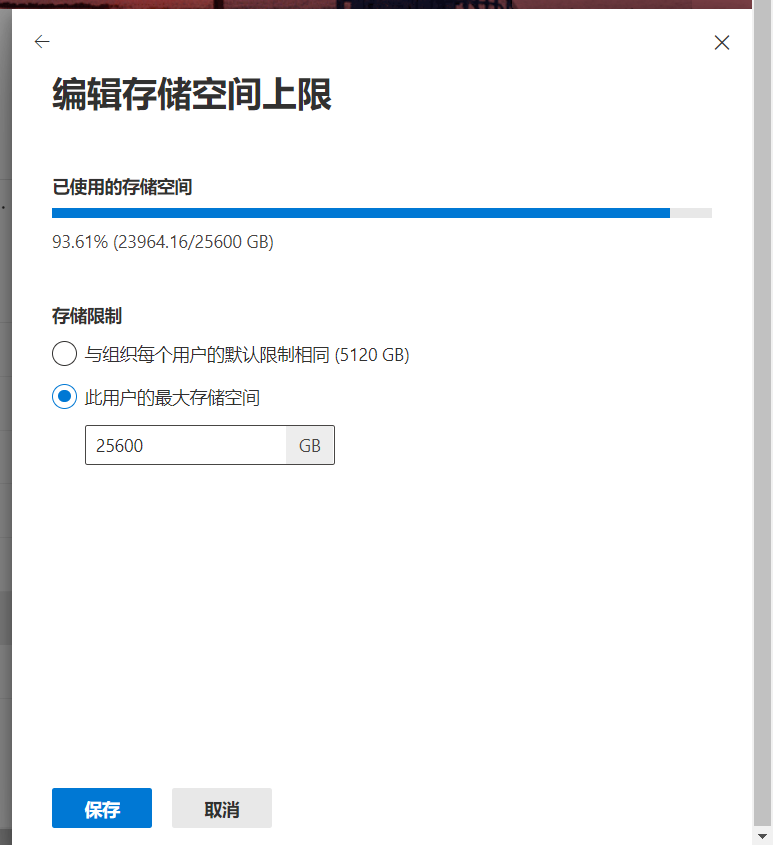 编辑存储空间上限
已使用的存储空间
93.61% (23964.16/25600 GB)
存储限制
与组织每个用户的默认限制相同 (5120 GB)
此用户的最大存储空间
25600 GB
保存 取消